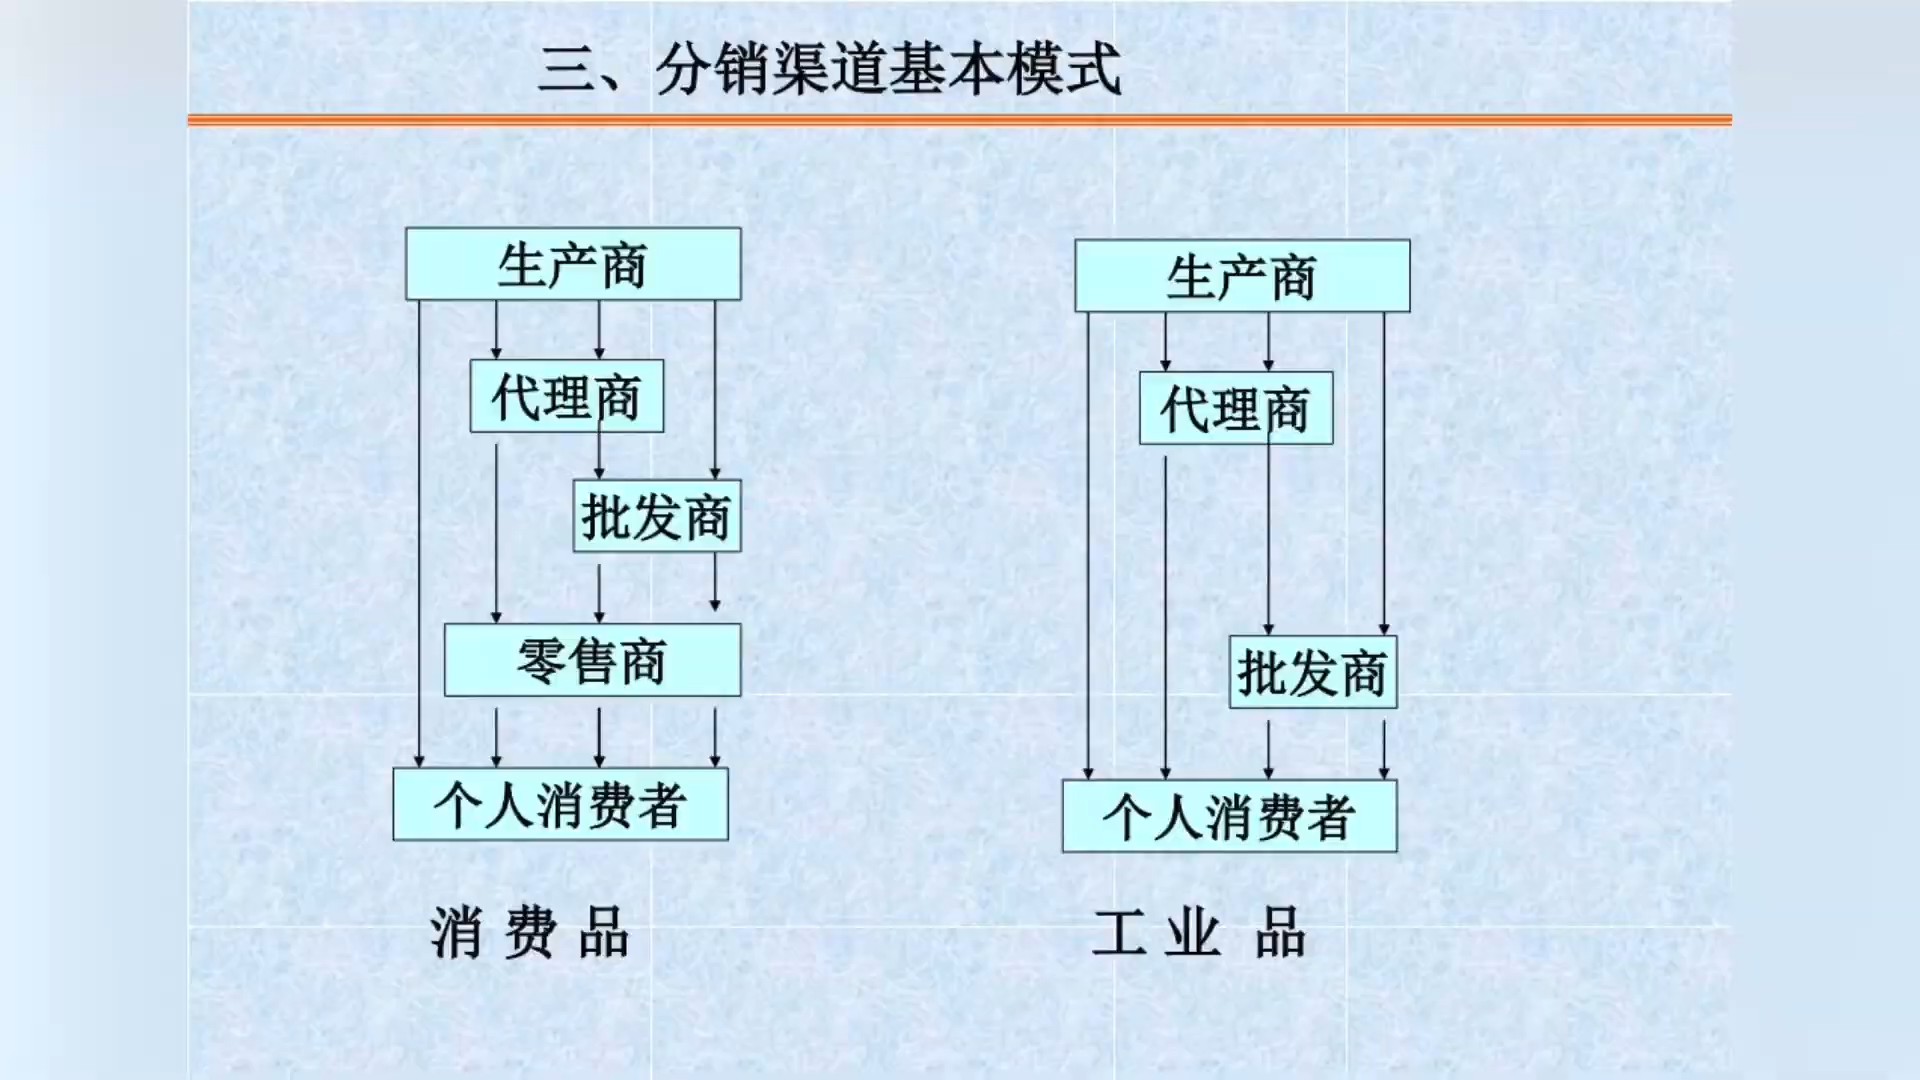 三、分销渠道基本模式
生产商
代理商
批发商
零售商
个人消费者
消费品
生产商
代理商
批发商
个人消费者
工业品